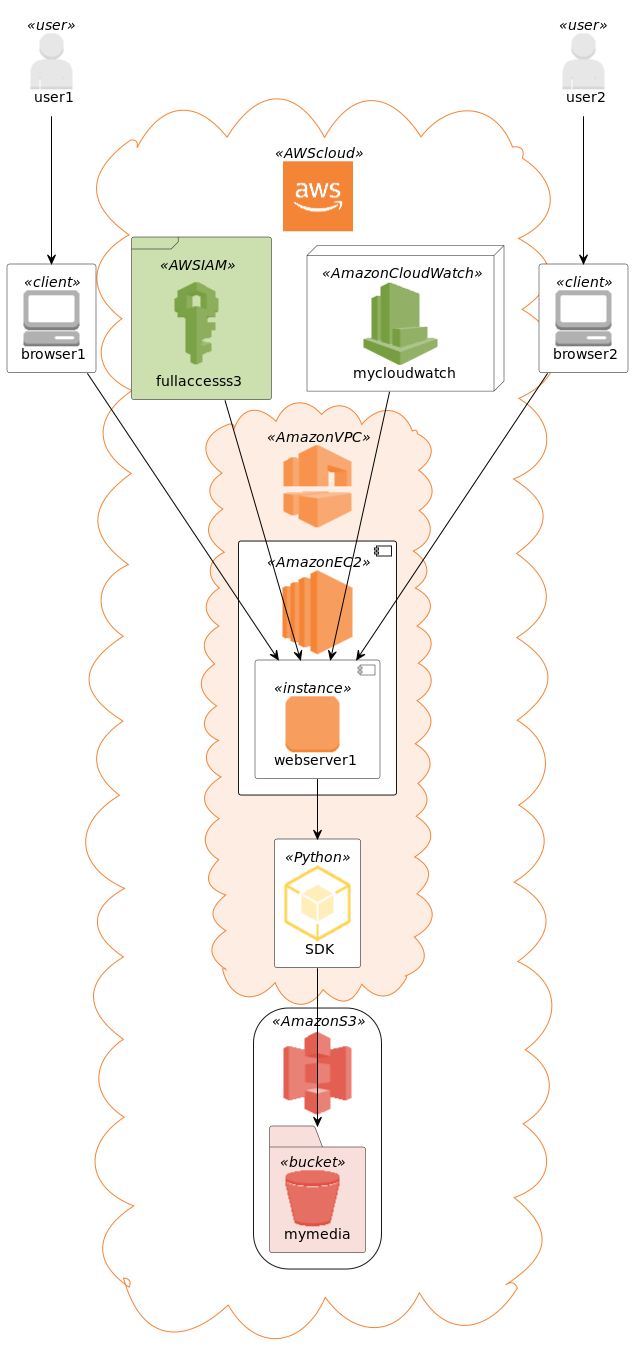 «user»
user1
«user»
user2
«AWScloud»
aws
«client»
browser1
«AWSIAM»
fullaccesss3
«AmazonCloudWatch»
mycloudwatch
«client»
browser2
«AmazonVPC»
«AmazonEC2»
«instance»
webserver1
«Python»
SDK
«AmazonS3»
«bucket»
mymedia